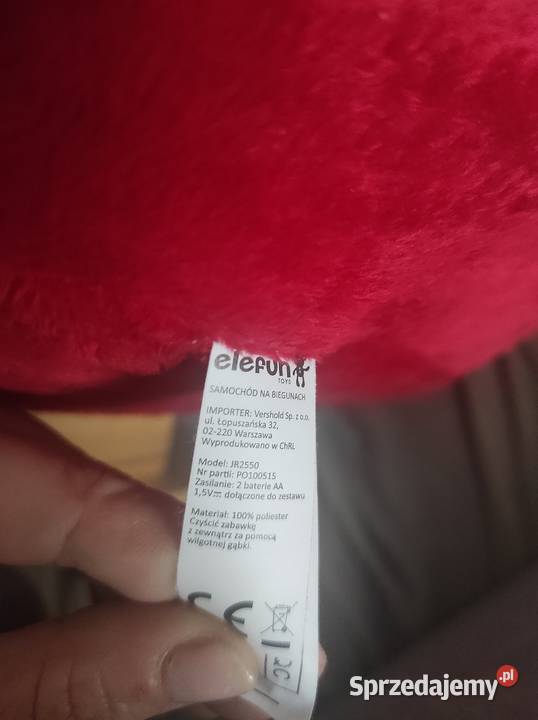 elefun
TOYS
SAMOCHÓD NA BIEGUNACH
IMPORTER: Vershold Sp. z o.o.
ul. Łopuszańska 32,
02-220 Warszawa
Wyprodukowano w ChRL
Model: JR2550
Nr partii: PO100515
Zasilanie: 2 baterie AA
1,5V⎓ dołączone do zestawu
Materiał: 100% poliester
Czyścić zabawkę
z zewnątrz za pomocą
wilgotnej gąbki.
CE
Sprzedajemy.pl